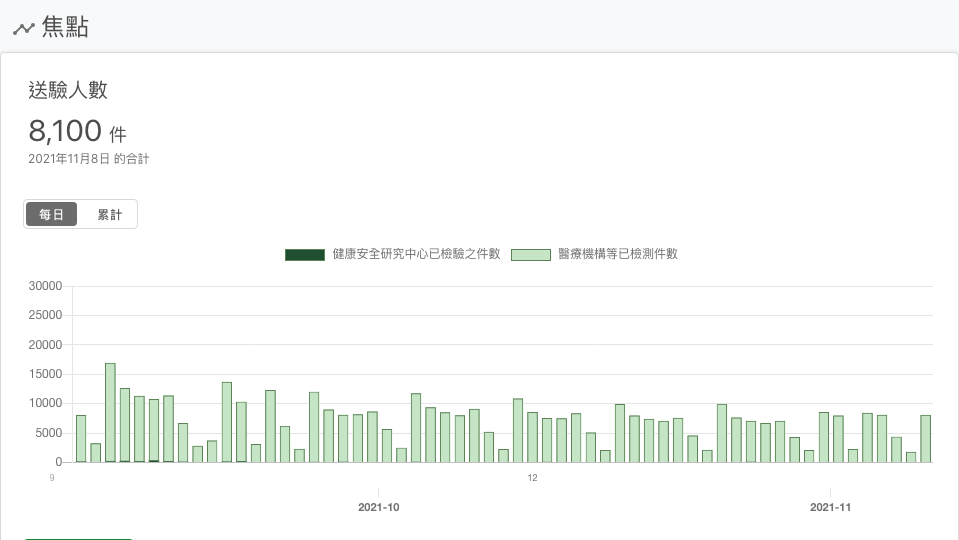 焦點
送驗人數
8,100 件
2021年11月8日 的合計
每日 累計
健康安全研究中心已檢驗之件數 醫療機構等已檢測件數
30000
25000
20000
15000
10000
5000
0
9 12
2021-10 2021-11